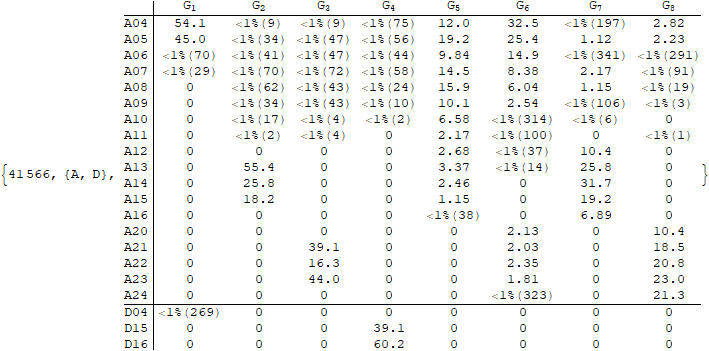 G1 G2 G3 G4 G5 G6 G7 G8
A04 54.1 <1%(9) <1%(9) <1%(75) 12.0 32.5 <1%(197) 2.82
A05 45.0 <1%(34) <1%(47) <1%(56) 19.2 25.4 1.12 2.23
A06 <1%(70) <1%(41) <1%(47) <1%(44) 9.84 14.9 <1%(341) <1%(291)
A07 <1%(29) <1%(70) <1%(72) <1%(58) 14.5 8.38 2.17 <1%(91)
A08 0 <1%(62) <1%(43) <1%(24) 15.9 6.04 1.15 <1%(19)
A09 0 <1%(34) <1%(43) <1%(10) 10.1 2.54 <1%(106) <1%(3)
A10 0 <1%(17) <1%(4) <1%(2) 6.58 <1%(314) <1%(6) 0
A11 0 <1%(2) <1%(4) 0 2.17 <1%(100) 0 <1%(1)
A12 0 0 0 0 2.68 <1%(37) 10.4 0
{41566, {A, D}, A13 0 55.4 0 0 3.37 <1%(14) 25.8 0 }
A14 0 25.8 0 0 2.46 0 31.7 0
A15 0 18.2 0 0 1.15 0 19.2 0
A16 0 0 0 0 <1%(38) 0 6.89 0
A20 0 0 0 0 0 2.13 0 10.4
A21 0 0 39.1 0 0 2.03 0 18.5
A22 0 0 16.3 0 0 2.35 0 20.8
A23 0 0 44.0 0 0 1.81 0 23.0
A24 0 0 0 0 0 <1%(323) 0 21.3
D04 <1%(269) 0 0 0 0 0 0 0
D15 0 0 0 39.1 0 0 0 0
D16 0 0 0 60.2 0 0 0 0